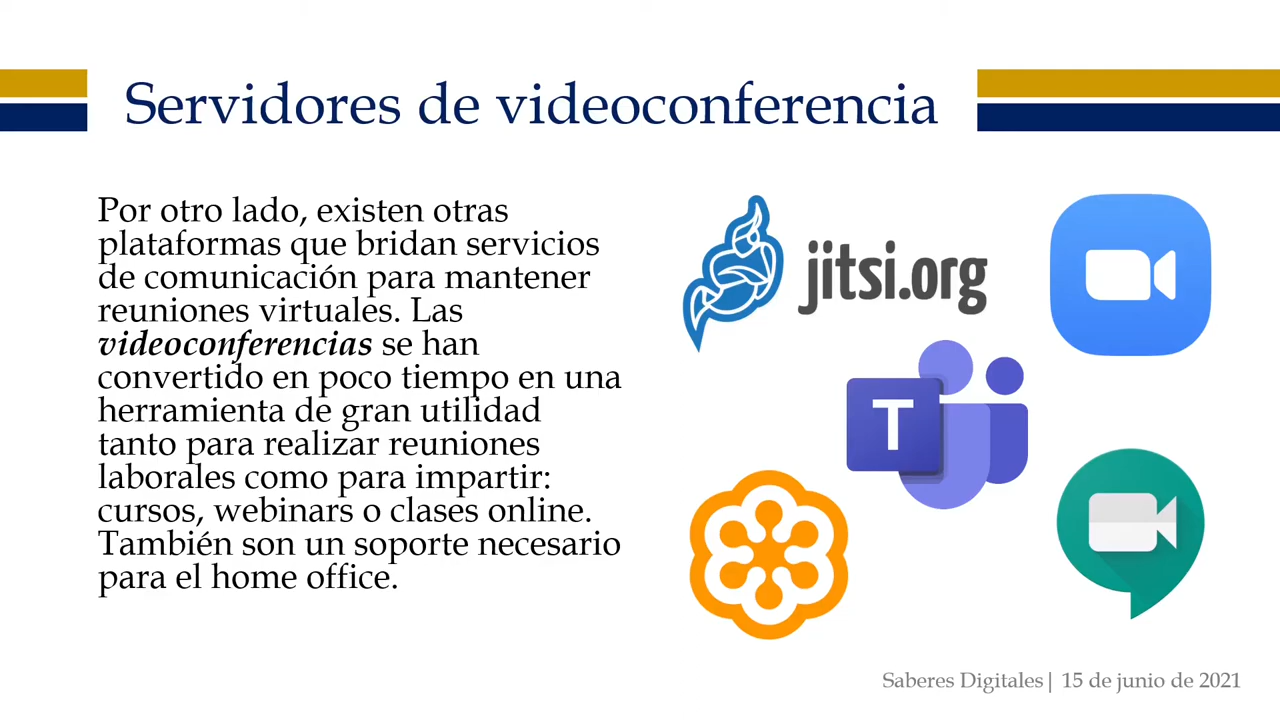 Servidores de videoconferencia
Por otro lado, existen otras
plataformas que bridan servicios
de comunicación para mantener
reuniones virtuales. Las
videoconferencias se han
convertido en poco tiempo en una
herramienta de gran utilidad
tanto para realizar reuniones
laborales como para impartir:
cursos, webinars o clases online.
También son un soporte necesario
para el home office.
jitsi.org
T
Saberes Digitales| 15 de junio de 2021